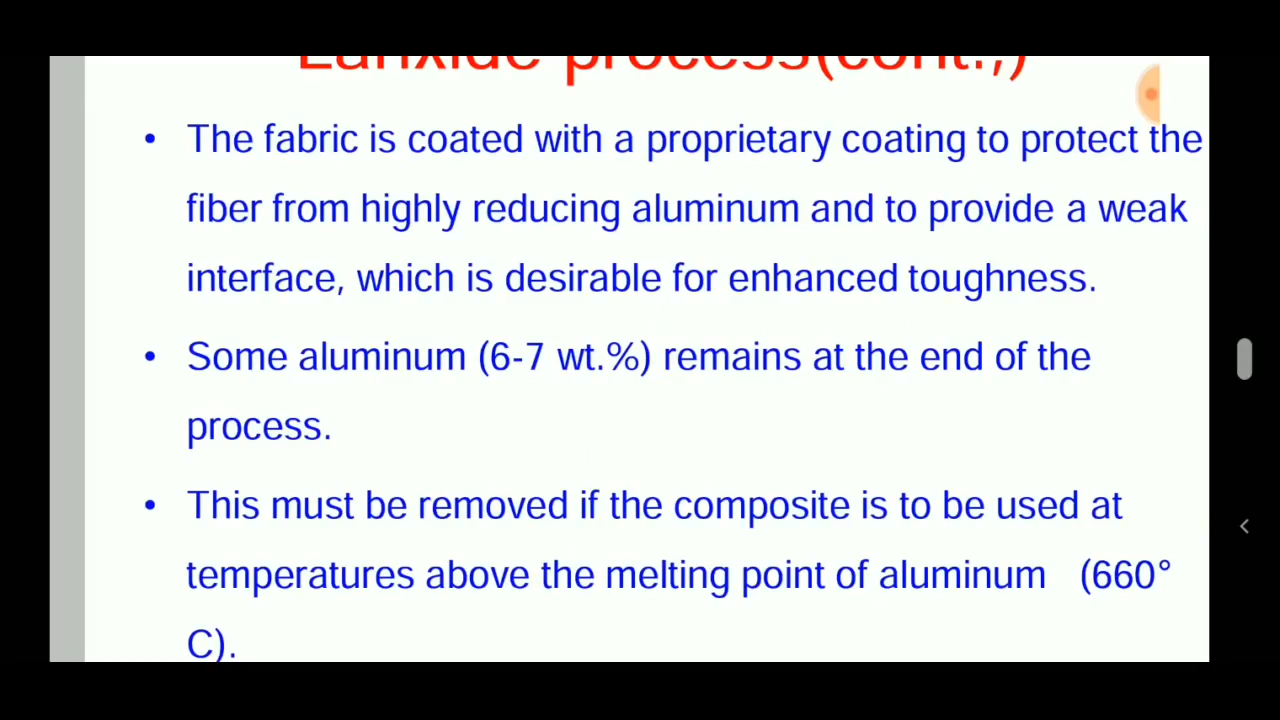 Lanxide process(cont.,)
• The fabric is coated with a proprietary coating to protect the
fiber from highly reducing aluminum and to provide a weak
interface, which is desirable for enhanced toughness.
• Some aluminum (6-7 wt.%) remains at the end of the
process.
• This must be removed if the composite is to be used at
temperatures above the melting point of aluminum (660°
C).